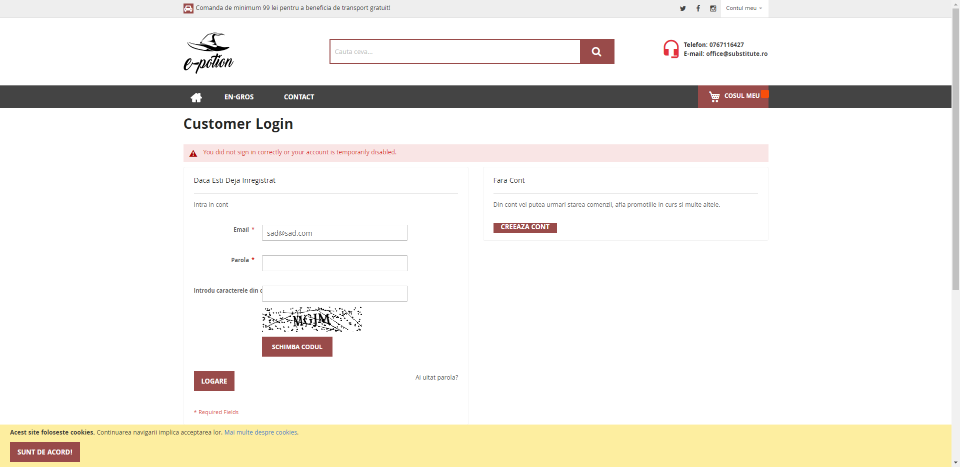 Comanda de minimum 99 lei pentru a beneficia de transport gratuit!
Contul meu
e-potion
Cauta ceva...
Telefon: 0767116427
E-mail: office@substitute.ro
EN-GROS
CONTACT
COSUL MEU
Customer Login
You did not sign in correctly or your account is temporarily disabled.
Daca Esti Deja Inregistrat
Intra in cont
Email *
sad@sad.com
Parola *
Introdu caracterele din
MGJM
SCHIMBA CODUL
LOGARE
Ai uitat parola?
* Required Fields
Fara Cont
Din cont vei putea urmari starea comenzii, afla promotiile in curs si multe altele.
CREEAZA CONT
Acest site foloseste cookies. Continuarea navigarii implica acceptarea lor. Mai multe despre cookies.
SUNT DE ACORD!